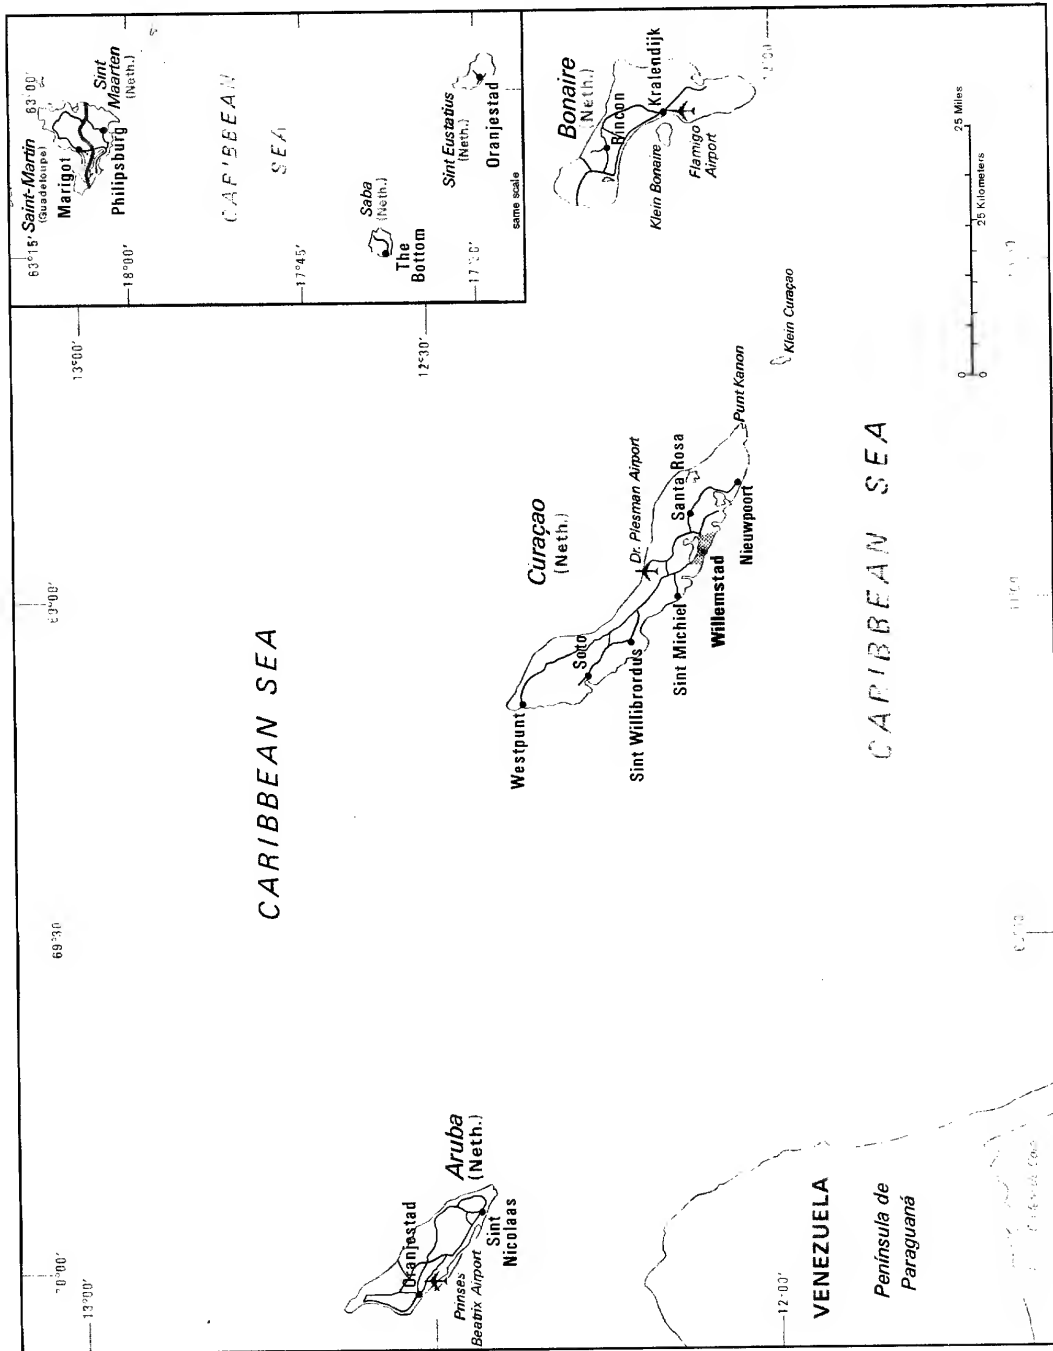 70°00'
69°30
69°00'
13°00'
13°00'
12°30'
12°00'
CARIBBEAN SEA
CARIBBEAN SEA
Aruba
(Neth.)
Oranjestad
Prinses
Beatrix Airport
Sint
Nicolaas
VENEZUELA
Península de
Paraguaná
Curaçao
(Neth.)
Westpunt
Soto
Sint Willibrordus
Dr. Plesman Airport
Sint Michiel
Santa Rosa
Willemstad
Nieuwpoort
Punt Kanon
Klein Curaçao
Bonaire
(Neth.)
Rincon
Kralendijk
Klein Bonaire
Flamigo
Airport
0
25 Miles
0
25 Kilometers
63°15'
63°00'
Saint-Martin
(Guadeloupe)
Marigot
Sint
Maarten
(Neth.)
Philipsburg
18°00'
17°45'
CARIBBEAN
SEA
Saba
(Neth.)
The
Bottom
Sint Eustatius
(Neth.)
Oranjestad
same scale